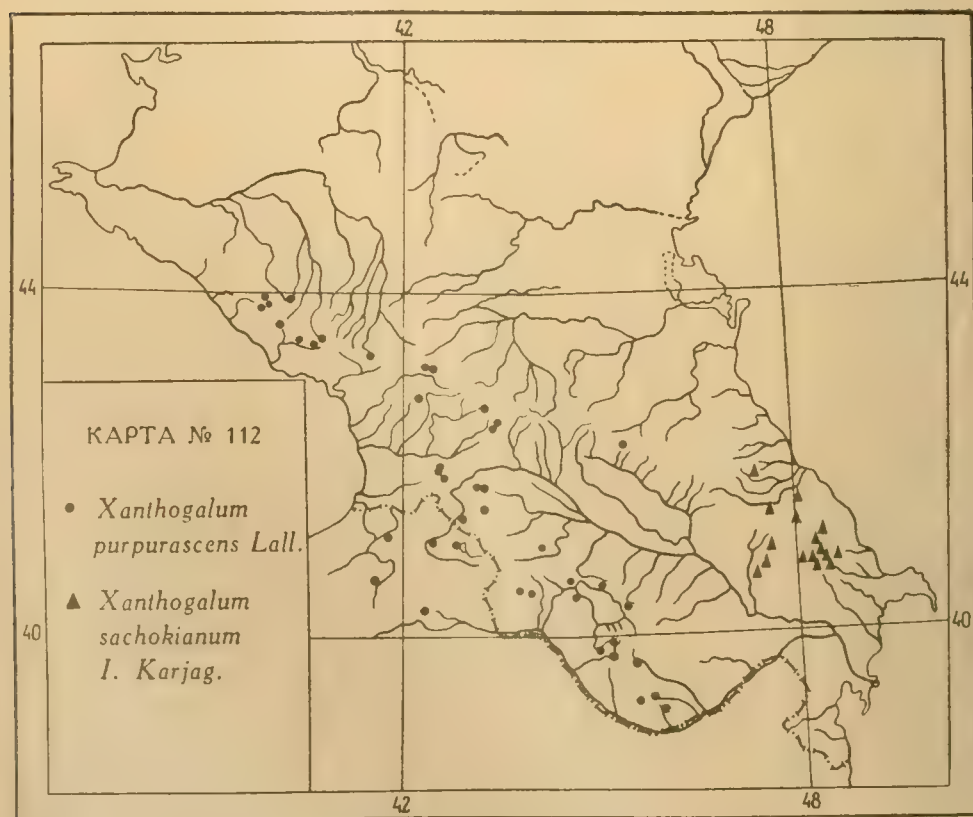 42
48
44
44
КАРТА № 112
Xanthogalum
purpurascens Lall.
Xanthogalum
sachokianum
I. Karjag.
40
40
42
48